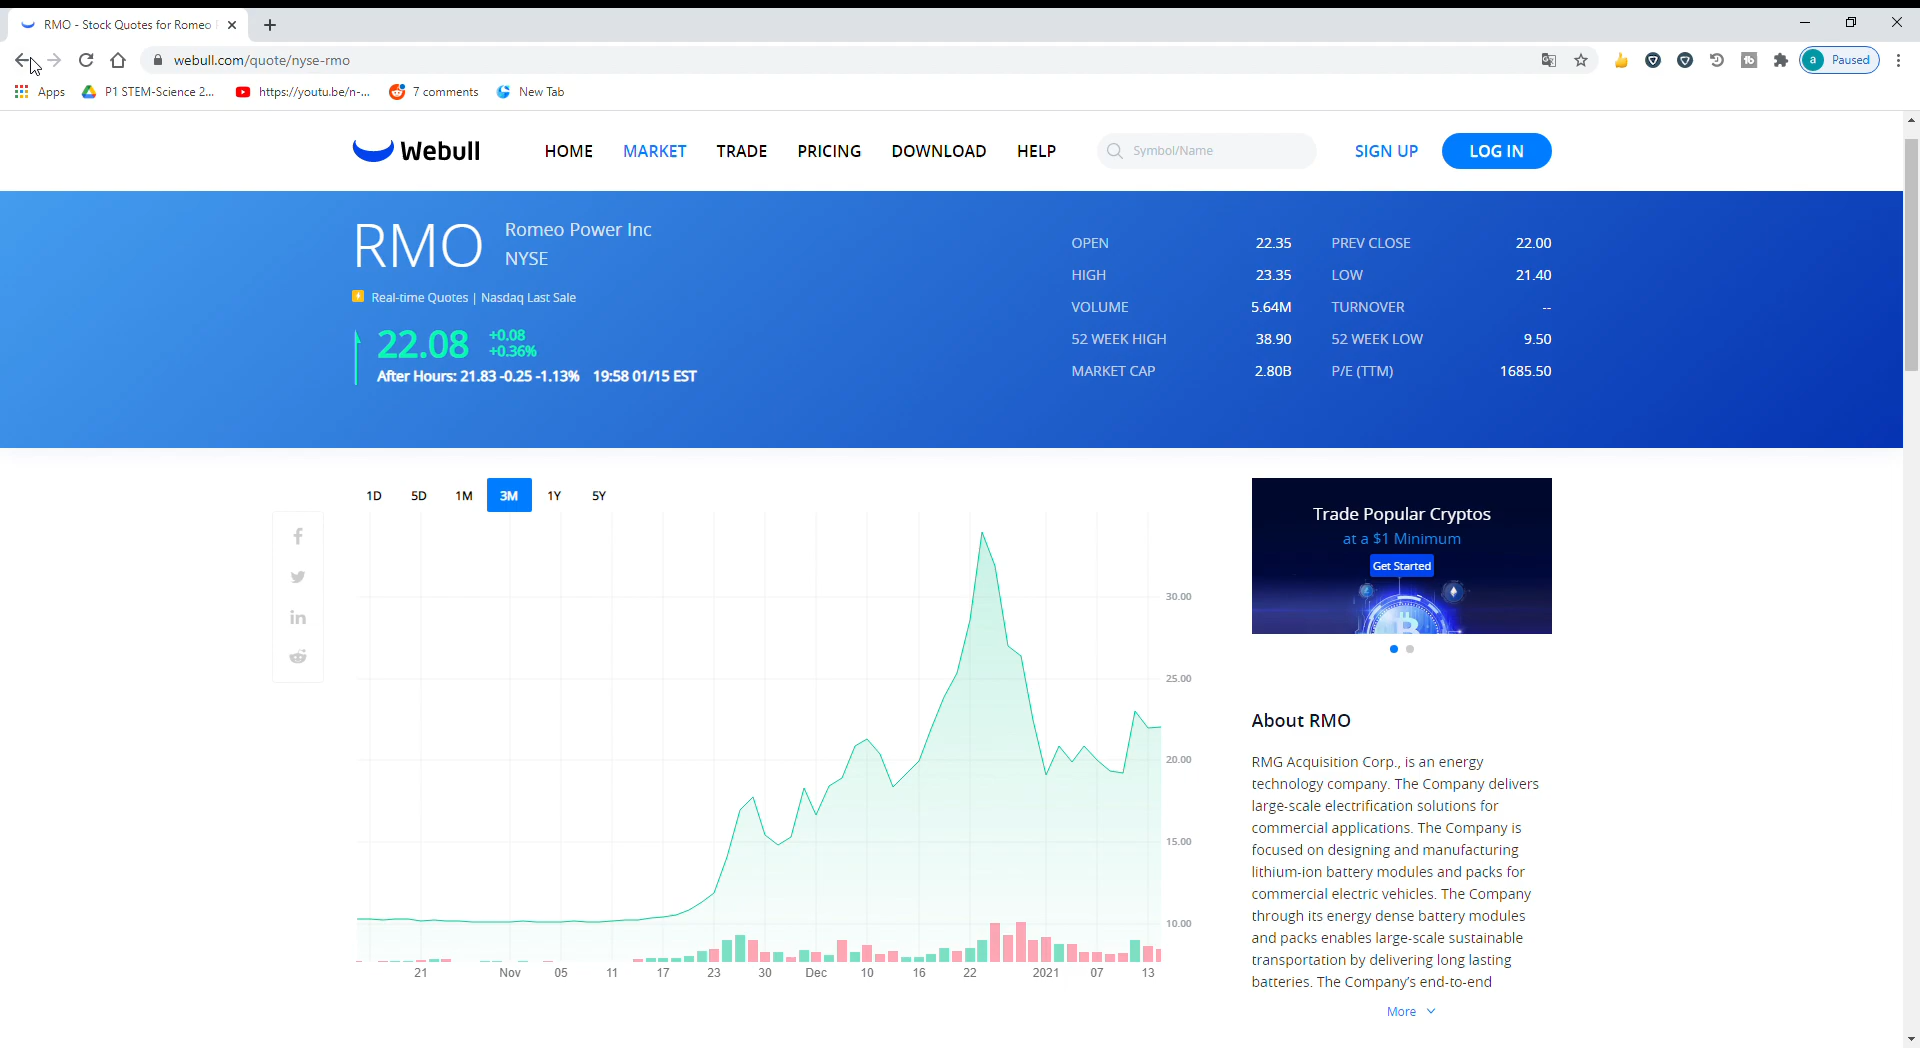 RMO - Stock Quotes for Romeo
webull.com/quote/nyse-rmo
a Paused
Apps P1 STEM-Science 2... https://youtu.be/n-... 7 comments New Tab
Webull HOME MARKET TRADE PRICING DOWNLOAD HELP Symbol/Name SIGN UP LOG IN
RMO
Romeo Power Inc
NYSE
Real-time Quotes | Nasdaq Last Sale
22.08
+0.08
+0.36%
After Hours: 21.83 -0.25 -1.13% 19:58 01/15 EST
OPEN 22.35 PREV CLOSE 22.00
HIGH 23.35 LOW 21.40
VOLUME 5.64M TURNOVER --
52 WEEK HIGH 38.90 52 WEEK LOW 9.50
MARKET CAP 2.80B P/E (TTM) 1685.50
1D 5D 1M 3M 1Y 5Y
30.00
25.00
20.00
15.00
10.00
21 Nov 05 11 17 23 30 Dec 10 16 22 2021 07 13
Trade Popular Cryptos
at a $1 Minimum
Get Started
About RMO
RMG Acquisition Corp., is an energy
technology company. The Company delivers
large-scale electrification solutions for
commercial applications. The Company is
focused on designing and manufacturing
lithium-ion battery modules and packs for
commercial electric vehicles. The Company
through its energy dense battery modules
and packs enables large-scale sustainable
transportation by delivering long lasting
batteries. The Company's end-to-end
More